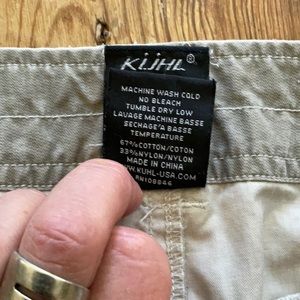 KÜHL®
MACHINE WASH COLD
NO BLEACH
TUMBLE DRY LOW
LAVAGE MACHINE BASSE
SECHAGE'A BASSE
TEMPERATURE
67% COTTON/COTON
33% NYLON/NYLON
MADE IN CHINA
WWW.KUHL-USA.COM
RN108846